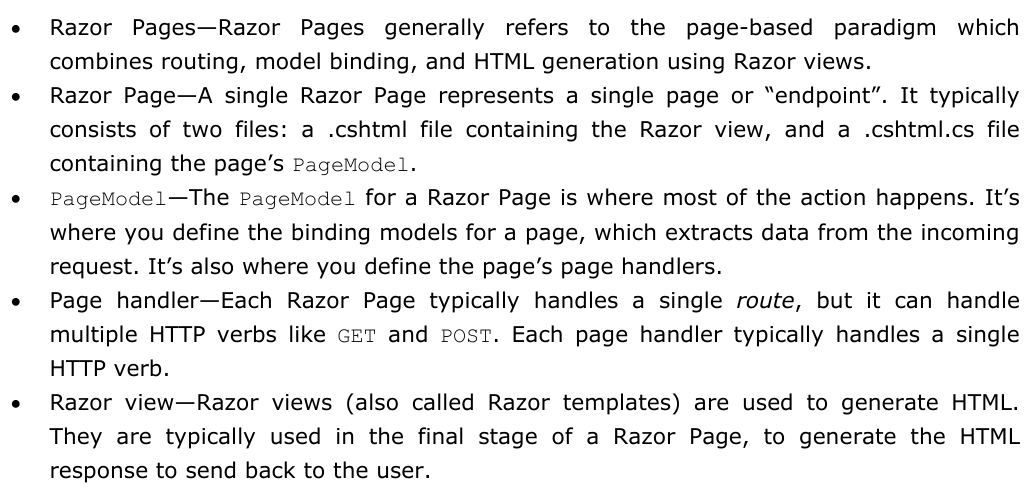 • Razor Pages—Razor Pages generally refers to the page-based paradigm which
combines routing, model binding, and HTML generation using Razor views.
• Razor Page—A single Razor Page represents a single page or “endpoint”. It typically
consists of two files: a .cshtml file containing the Razor view, and a .cshtml.cs file
containing the page’s PageModel.
• PageModel—The PageModel for a Razor Page is where most of the action happens. It’s
where you define the binding models for a page, which extracts data from the incoming
request. It’s also where you define the page’s page handlers.
• Page handler—Each Razor Page typically handles a single route, but it can handle
multiple HTTP verbs like GET and POST. Each page handler typically handles a single
HTTP verb.
• Razor view—Razor views (also called Razor templates) are used to generate HTML.
They are typically used in the final stage of a Razor Page, to generate the HTML
response to send back to the user.